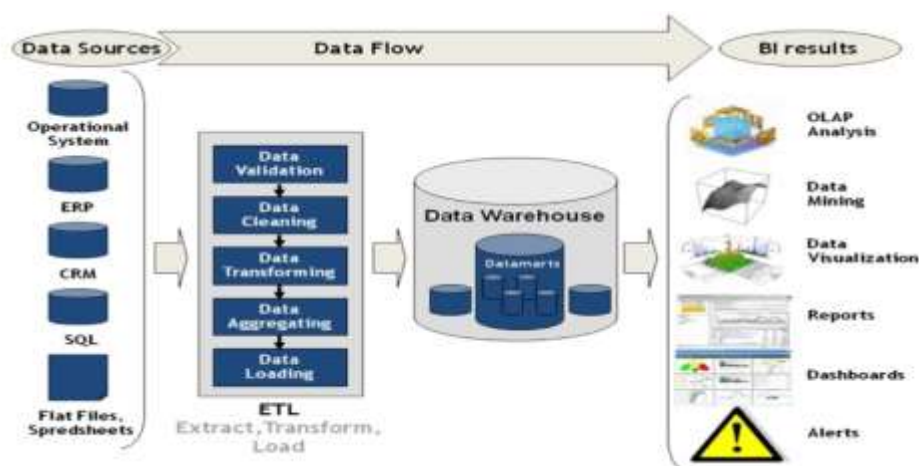 Data Sources
Data Flow
BI results
Operational
System
ERP
CRM
SQL
Flat Files,
Spredsheets
Data
Validation
Data
Cleaning
Data
Transforming
Data
Aggregating
Data
Loading
ETL
Extract, Transform,
Load
Data Warehouse
Datamarts
OLAP
Analysis
Data
Mining
Data
Visualization
Reports
Dashboards
Alerts